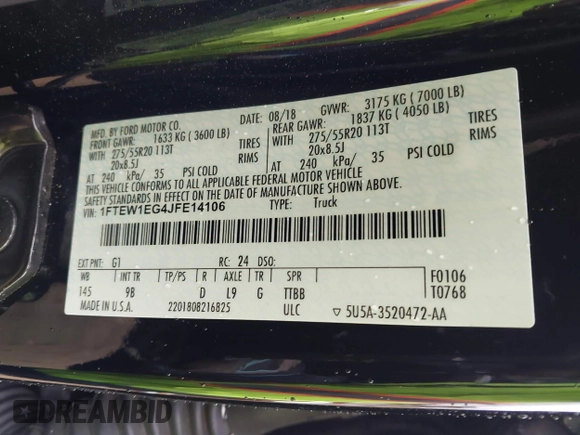 MFD. BY FORD MOTOR CO.
DATE: 08/18 GVWR: 3175 KG ( 7000 LB)
FRONT GAWR: 1633 KG ( 3600 LB) REAR GAWR: 1837 KG ( 4050 LB)
WITH 275/55R20 113T TIRES WITH 275/55R20 113T TIRES
20x8.5J RIMS 20x8.5J RIMS
AT 240 kPa/ 35 PSI COLD AT 240 kPa/ 35 PSI COLD
THIS VEHICLE CONFORMS TO ALL APPLICABLE FEDERAL MOTOR VEHICLE
SAFETY STANDARDS IN EFFECT ON THE DATE OF MANUFACTURE SHOWN ABOVE.
VIN: 1FTEW1EG4JFE14106 TYPE: Truck
EXT PNT: G1 RC: 24 DSO:
WB INT TR TP/PS R AXLE TR SPR
145 9B D L9 G TTBB
F0106
T0768
MADE IN U.S.A. 2201808216825 ULC ▽ 5U5A-3520472-AA
DREAMBID